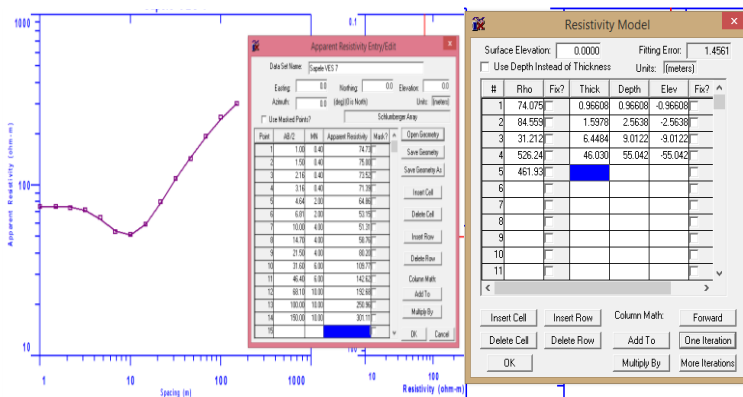 1000
100
10
Apparent Resistivity (ohm-m)
1 10 100 1000
Spacing (m)
0.1
10 100
Resistivity (ohm-m)
Apparent Resistivity Entry/Edit
Data Set Name: Sapele VES 7
Easting: 0.0 Northing: 0.0 Elevation: 0.0
Azimuth: 0.0 (deg)(0 is North) Units: (meters)
Use Masked Points? Schlumberger Array
Point AB/2 MN Apparent Resistivity Mask?
1 1.00 0.40 74.73
2 1.50 0.40 75.00
3 2.16 0.40 73.52
4 3.16 0.40 71.39
5 4.64 2.00 64.86
6 6.81 2.00 53.15
7 10.00 4.00 51.31
8 14.70 4.00 58.76
9 21.50 4.00 80.20
10 31.60 6.00 109.77
11 46.40 6.00 142.62
12 68.10 10.00 192.68
13 100.00 10.00 250.96
14 150.00 10.00 301.11
15
Open Geometry
Save Geometry
Save Geometry As
Insert Cell
Delete Cell
Insert Row
Delete Row
Column Math:
Add To
Multiply By
OK Cancel
Resistivity Model
Surface Elevation: 0.0000 Fitting Error: 1.4561
Use Depth Instead of Thickness Units: (meters)
# Rho Fix? Thick Depth Elev Fix?
1 74.075 0.96608 0.96608 -0.96608
2 84.559 1.5978 2.5638 -2.5638
3 31.212 6.4484 9.0122 -9.0122
4 526.24 46.030 55.042 -55.042
5 461.93
6
7
8
9
10
11
Insert Cell Insert Row Column Math: Forward
Delete Cell Delete Row Add To One Iteration
OK Multiply By More Iterations